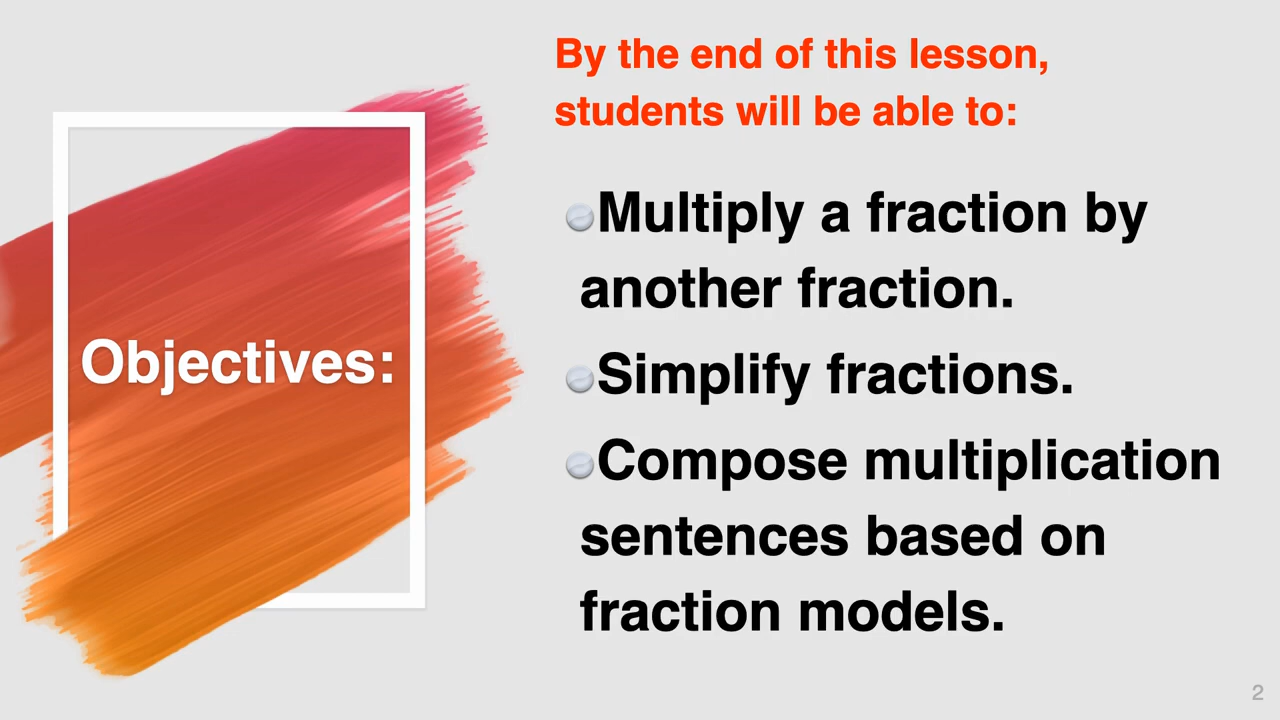 Objectives:
By the end of this lesson,
students will be able to:
Multiply a fraction by
another fraction.
Simplify fractions.
Compose multiplication
sentences based on
fraction models.
2